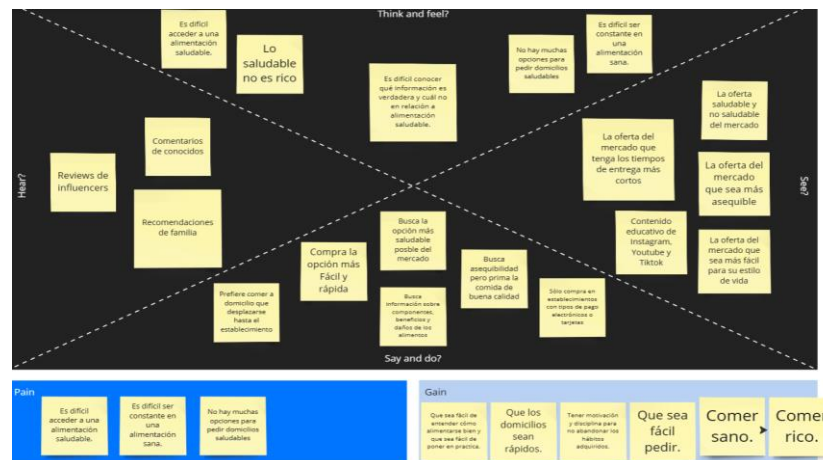 Think and feel?
Es difícil
acceder a una
alimentación
saludable.
Lo
saludable
no es rico
Es difícil conocer
qué información es
verdadera y cuál no
en relación a
alimentación
saludable.
No hay muchas
opciones para
pedir domicilios
saludables
Es difícil ser
constante en
una
alimentación
sana.
Hear?
Reviews de
influencers
Comentarios
de conocidos
Recomendaciones
de familia
See?
La oferta
saludable y
no saludable
del mercado
La oferta del
mercado que
tenga los tiempos
de entrega más
cortos
La oferta del
mercado
que sea más
asequible
Contenido
educativo de
Instagram,
Youtube y
Tiktok
La oferta del
mercado que
sea más fácil
para su estilo
de vida
Prefiere comer a
domicilio que
desplazarse
hasta el
establecimiento
Compra la
opción más
Fácil y
rápida
Busca la
opción más
saludable
posble del
mercado
Busca
información sobre
componentes,
beneficios y
daños de los
alimentos
Busca
asequibilidad
pero prima la
comida de
buena calidad
Sólo compra en
establecimientos
con tipos de pago
electrónicos o
tarjetas
Say and do?
Pain
Es difícil
acceder a una
alimentación
saludable.
Es difícil ser
constante en
una
alimentación
sana.
No hay muchas
opciones para
pedir domicilios
saludables
Gain
Que sea fácil de
entender cómo
alimentarse bien y
que sea fácil de
poner en practica.
Que los
domicilios
sean
rápidos.
Tener motivación
y disciplina para
no abandonar los
hábitos
adquiridos.
Que sea
fácil
pedir.
Comer
sano.
Comer
rico.